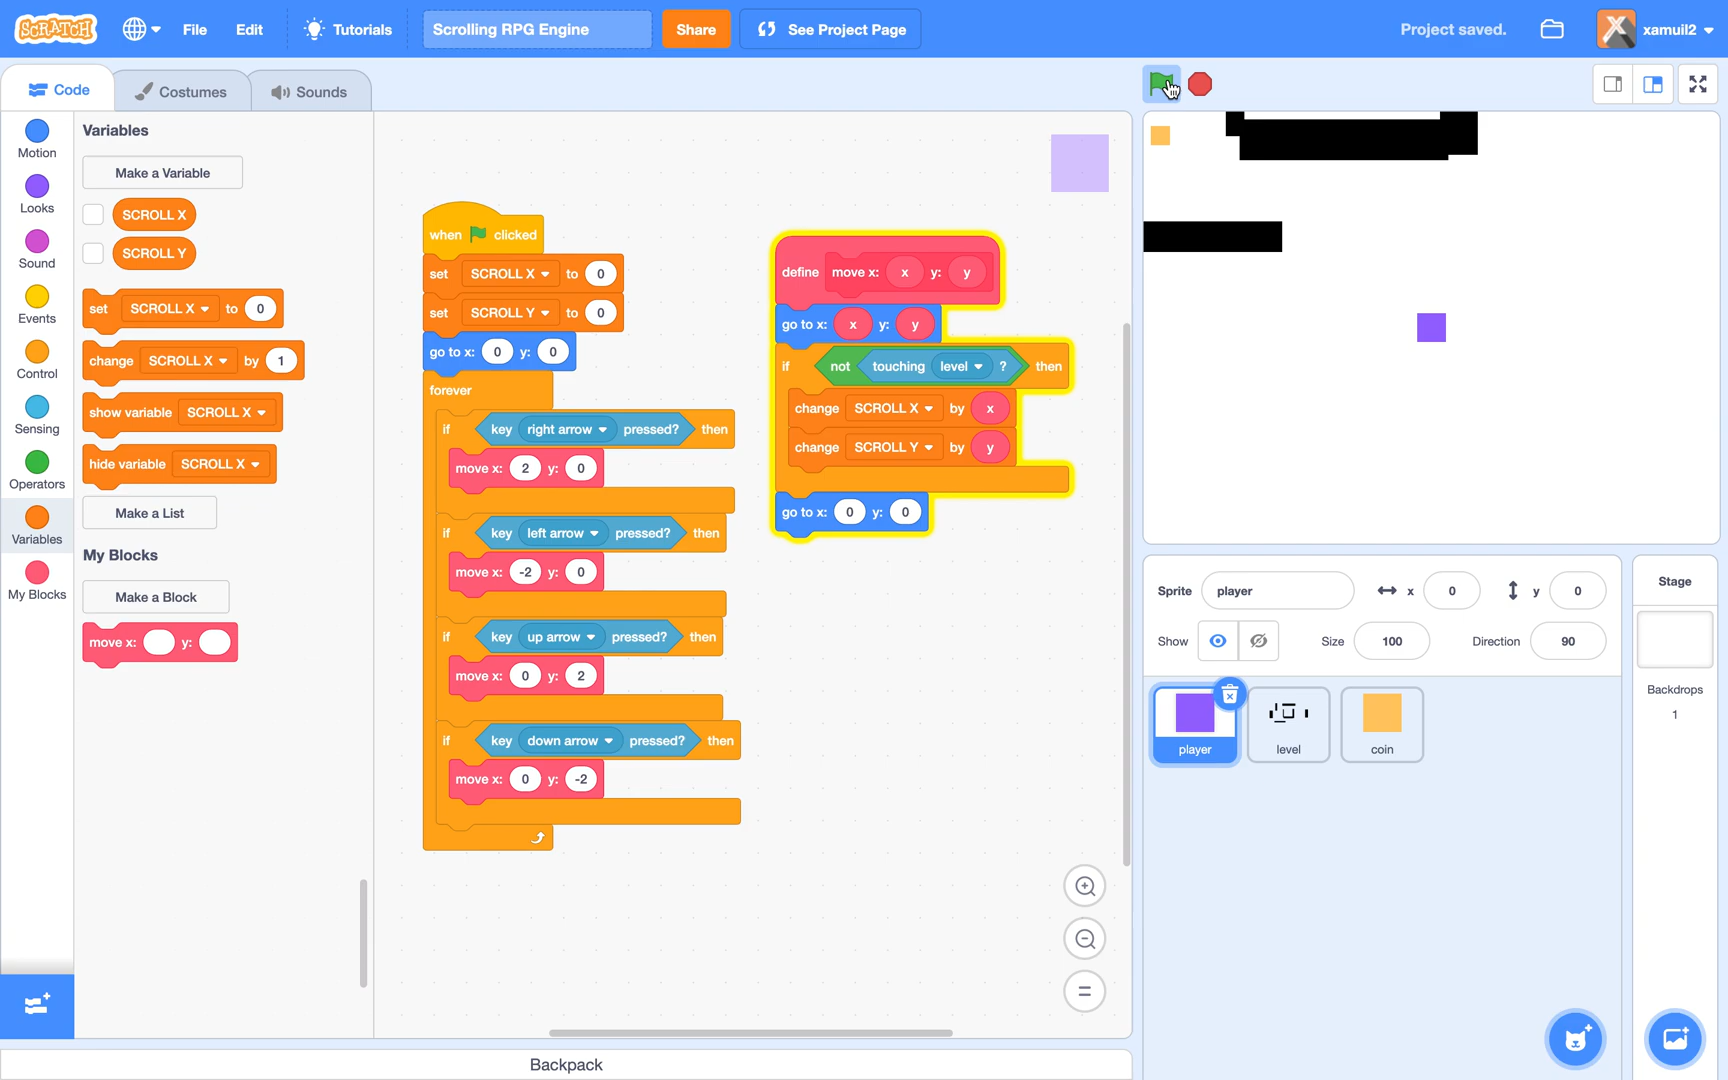 SCRATCH File Edit Tutorials Scrolling RPG Engine Share See Project Page Project saved. xamuil2
Code Costumes Sounds
Motion
Looks
Sound
Events
Control
Sensing
Operators
Variables
My Blocks
Variables
Make a Variable
SCROLL X
SCROLL Y
set SCROLL X to 0
change SCROLL X by 1
show variable SCROLL X
hide variable SCROLL X
Make a List
My Blocks
Make a Block
move x: y:
when clicked
set SCROLL X to 0
set SCROLL Y to 0
go to x: 0 y: 0
forever
if key right arrow pressed? then
move x: 2 y: 0
if key left arrow pressed? then
move x: -2 y: 0
if key up arrow pressed? then
move x: 0 y: 2
if key down arrow pressed? then
move x: 0 y: -2
define move x: x y: y
go to x: x y: y
if not touching level ? then
change SCROLL X by x
change SCROLL Y by y
go to x: 0 y: 0
Sprite player x 0 y 0
Show Size 100 Direction 90
player level coin
Stage
Backdrops
1
Backpack